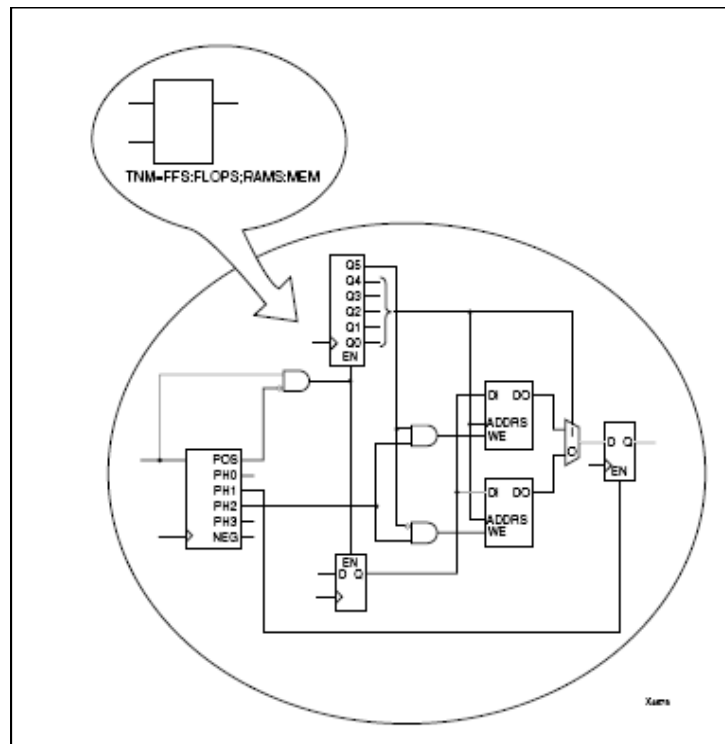 TNM=FFS:FLOPS;RAMS:MEM
Q5
Q4
Q3
Q2
Q1
Q0
EN
DI DO
ADDRS
WE
I
O
D Q
EN
POS
PH0
PH1
PH2
PH3
NEG
DI DO
ADDRS
WE
EN
D Q